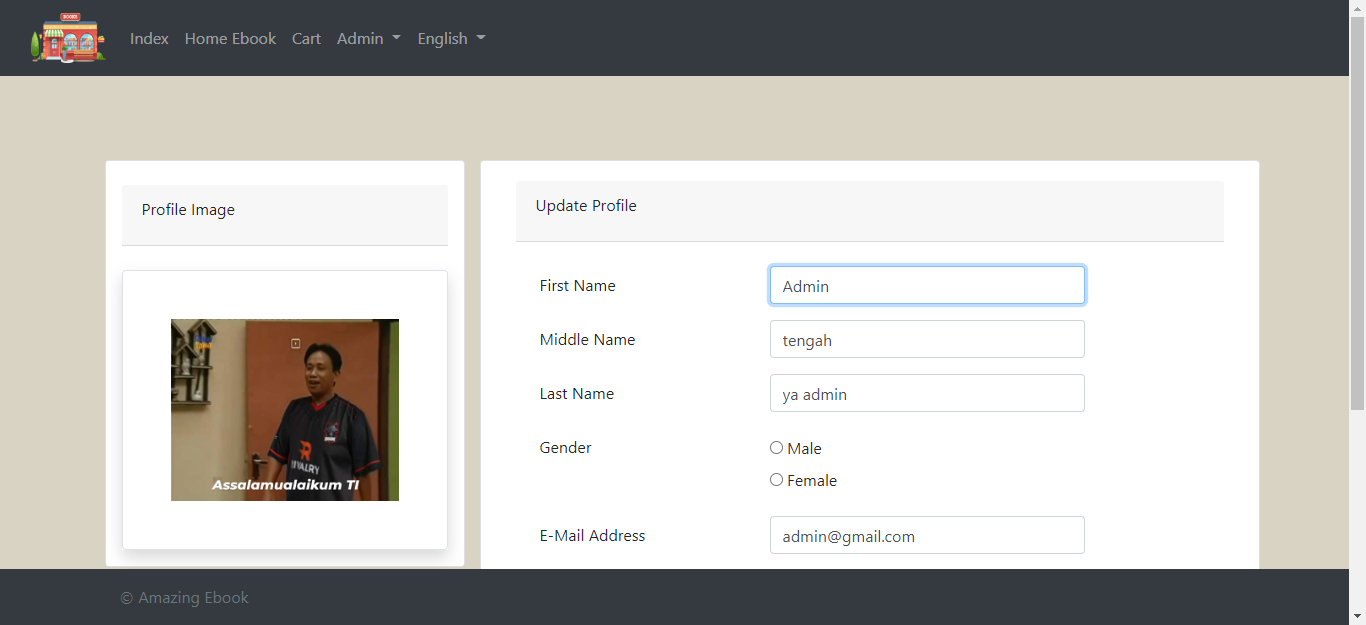 BOOKS
Index Home Ebook Cart Admin English
Profile Image
Assalamualaikum TI
Update Profile
First Name Admin
Middle Name tengah
Last Name ya admin
Gender Male
Female
E-Mail Address admin@gmail.com
© Amazing Ebook